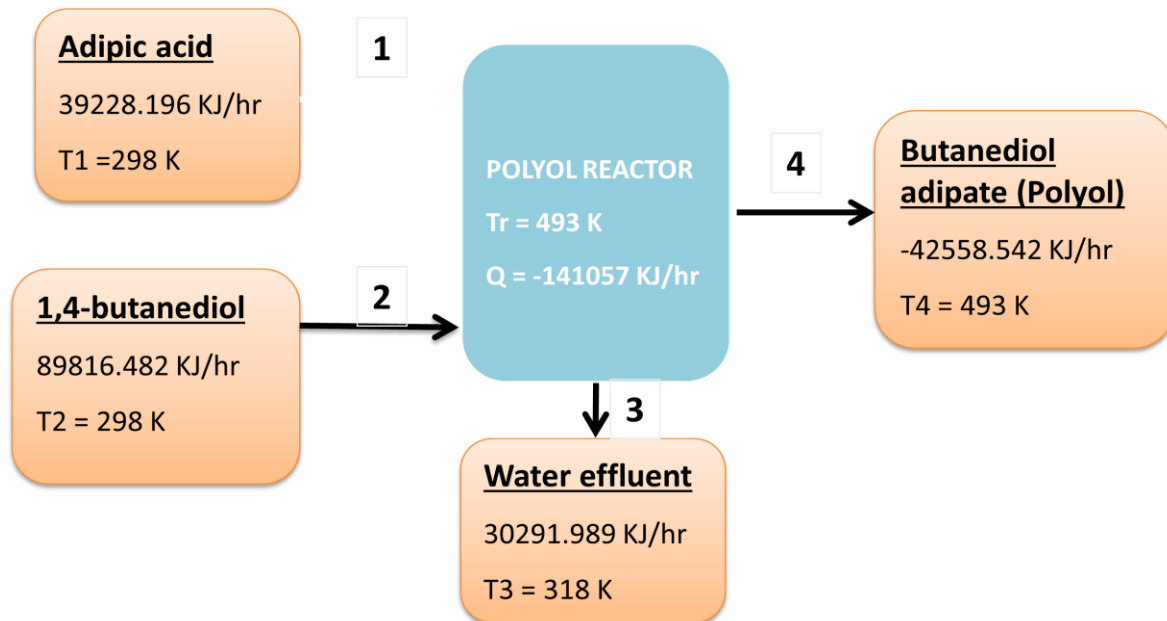 Adipic acid
39228.196 KJ/hr
T1 =298 K
1
POLYOL REACTOR
Tr = 493 K
Q = -141057 KJ/hr
4
Butanediol
adipate (Polyol)
-42558.542 KJ/hr
T4 = 493 K
1,4-butanediol
89816.482 KJ/hr
T2 = 298 K
2
3
Water effluent
30291.989 KJ/hr
T3 = 318 K